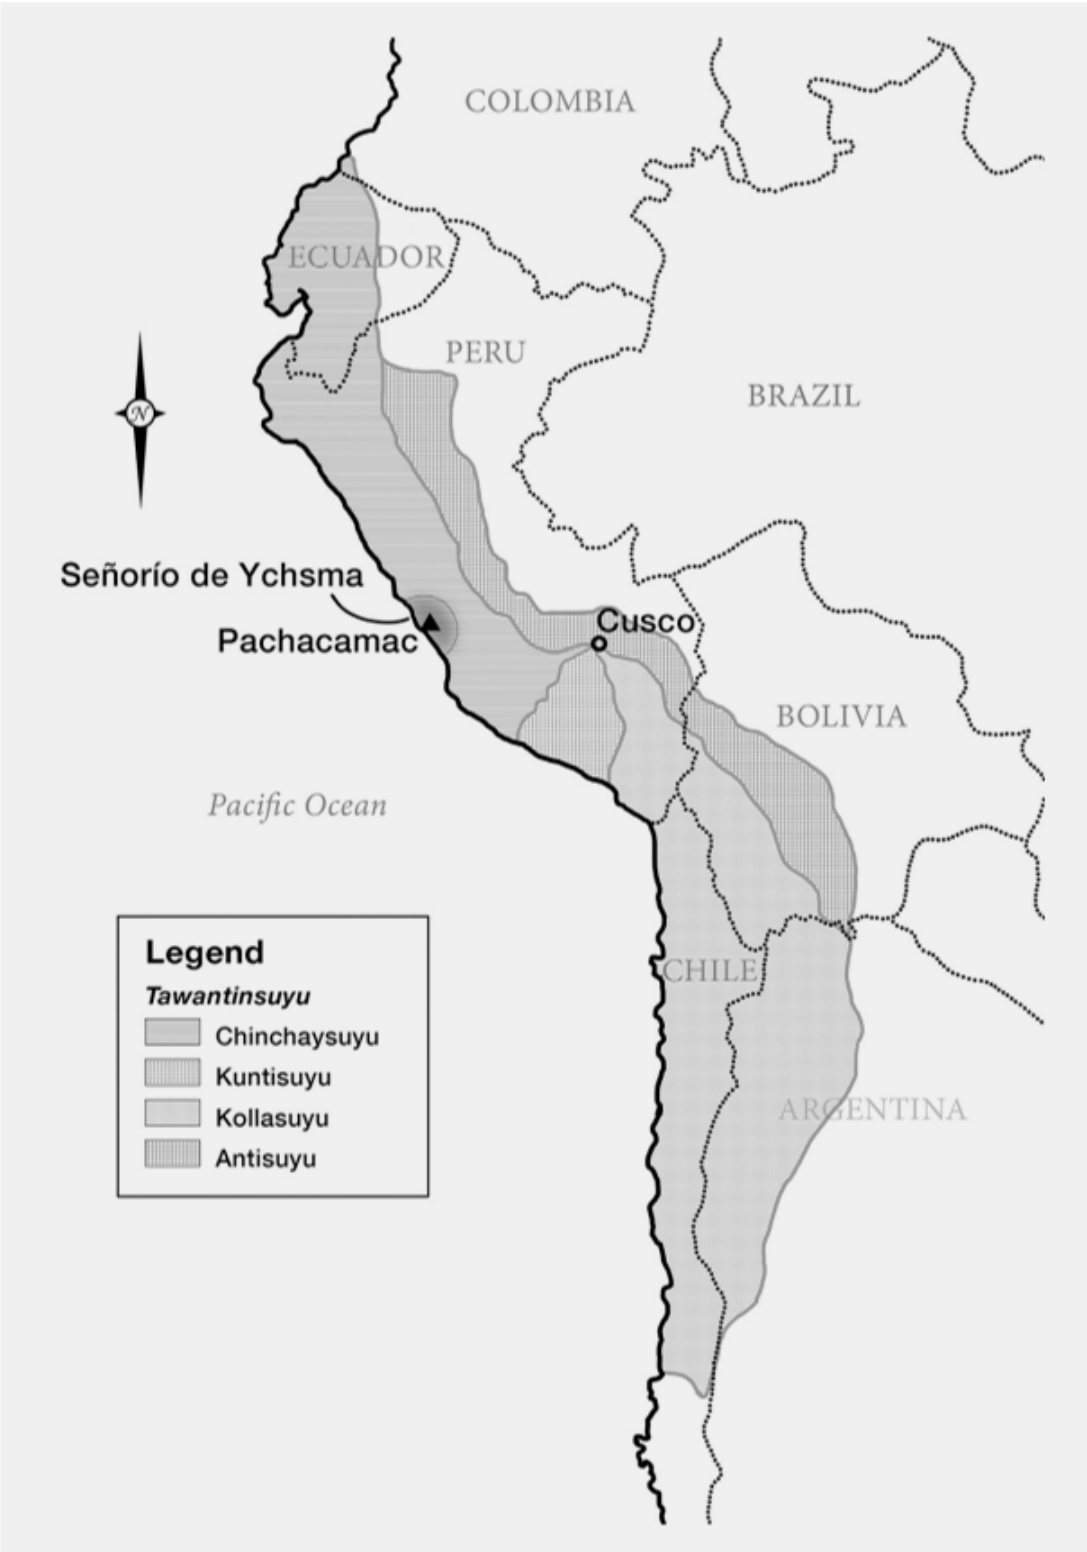 COLOMBIA
ECUADOR
PERU
BRAZIL
N
Señorío de Ychsma
Pachacamac
Cusco
BOLIVIA
Pacific Ocean
Legend
Tawantinsuyu
Chinchaysuyu
Kuntisuyu
Kollasuyu
Antisuyu
CHILE
ARGENTINA